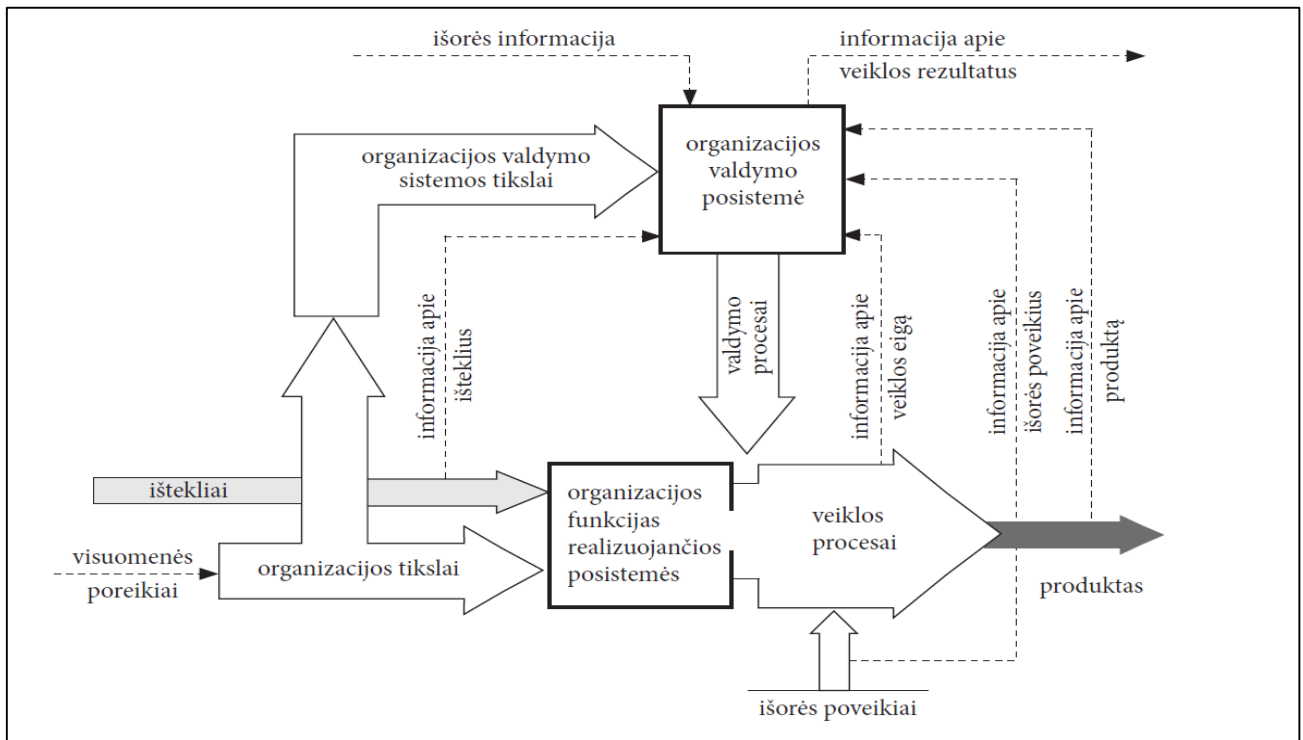 išorės informacija
informacija apie
veiklos rezultatus
organizacijos valdymo
sistemos tikslai
organizacijos
valdymo
posistemė
informacija apie
išteklius
valdymo
procesai
informacija apie
veiklos eigą
informacija apie
išorės poveikius
informacija apie
produktą
ištekliai
visuomenės
poreikiai
organizacijos tikslai
organizacijos
funkcijas
realizuojančios
posistemės
veiklos
procesai
produktas
išorės poveikiai